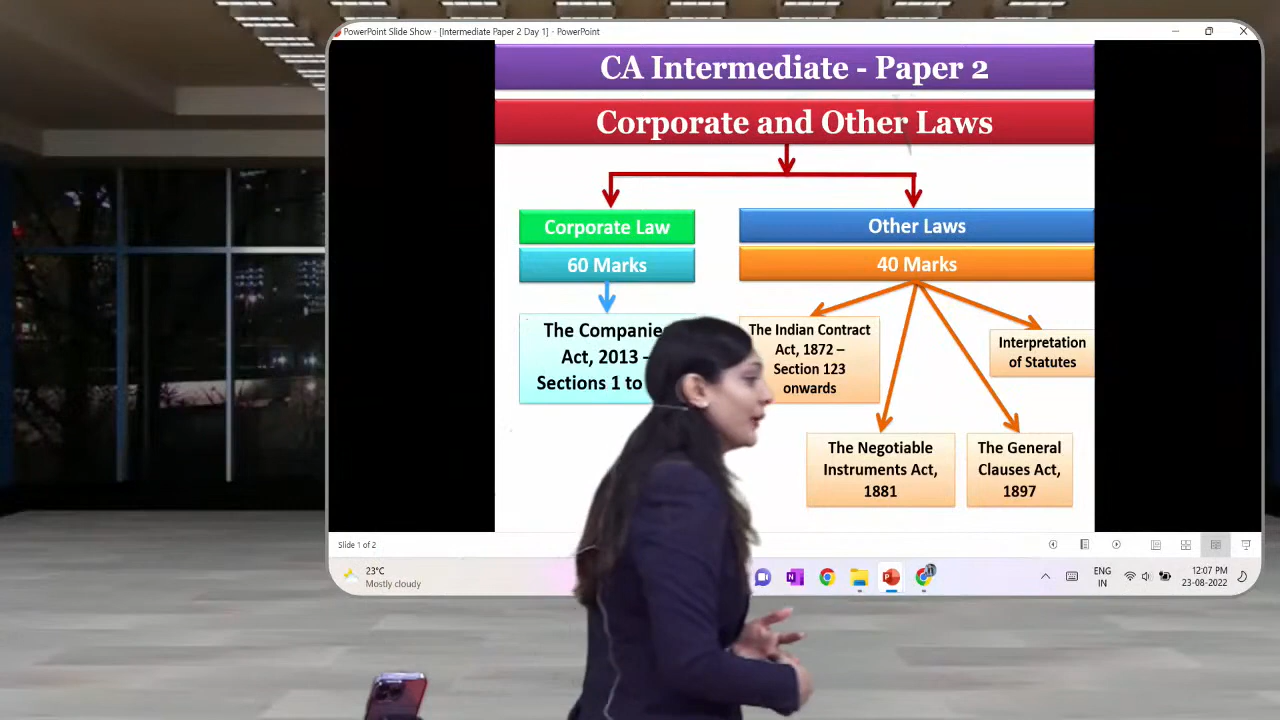 PowerPoint Slide Show - [Intermediate Paper 2 Day 1] - PowerPoint
CA Intermediate - Paper 2
Corporate and Other Laws
Corporate Law
60 Marks
Other Laws
40 Marks
The
Act, 2013 –
Sections 1 to
The Indian Contract
Act, 1872 –
Section 123
onwards
Interpretation
of Statutes
The Negotiable
Instruments Act,
1881
The General
Clauses Act,
1897
Slide 1 of 2
23°C
Mostly cloudy
ENG
IN
12:07 PM
23-08-2022